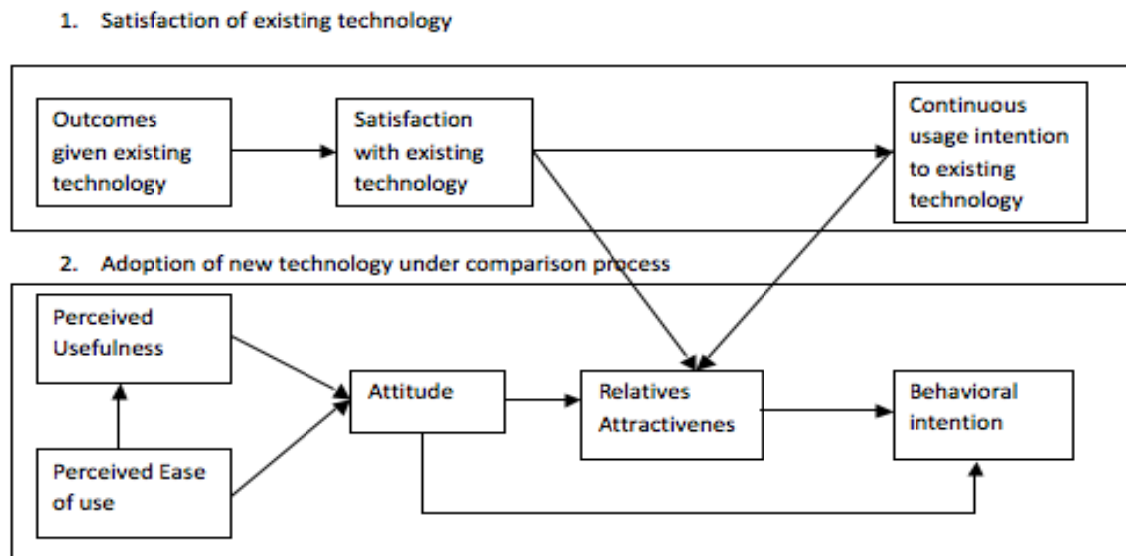 1. Satisfaction of existing technology
Outcomes
given existing
technology
Satisfaction
with existing
technology
Continuous
usage intention
to existing
technology
2. Adoption of new technology under comparison process
Perceived
Usefulness
Attitude
Relatives
Attractivenes
Behavioral
intention
Perceived Ease
of use